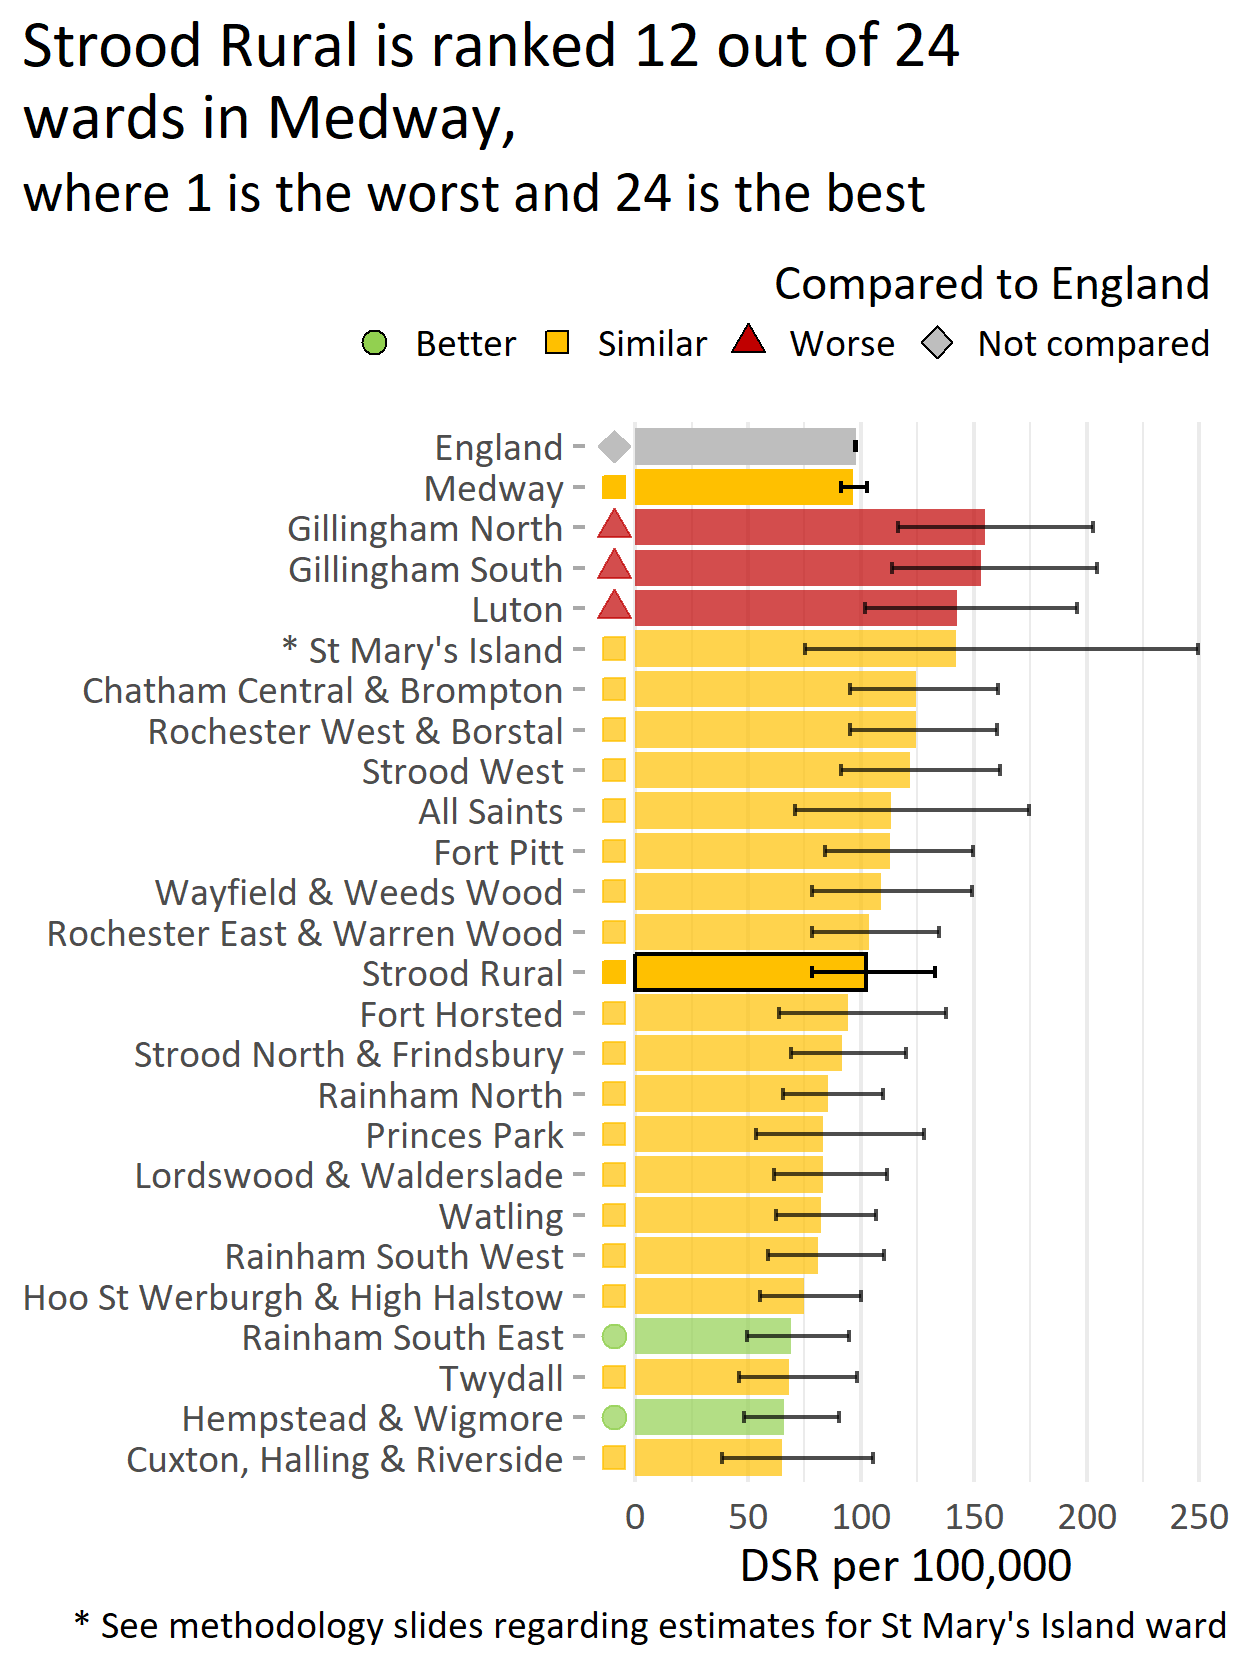 Strood Rural is ranked 12 out of 24
wards in Medway,
where 1 is the worst and 24 is the best
Compared to England
Better Similar Worse Not compared
England
Medway
Gillingham North
Gillingham South
Luton
* St Mary's Island
Chatham Central & Brompton
Rochester West & Borstal
Strood West
All Saints
Fort Pitt
Wayfield & Weeds Wood
Rochester East & Warren Wood
Strood Rural
Fort Horsted
Strood North & Frindsbury
Rainham North
Princes Park
Lordswood & Walderslade
Watling
Rainham South West
Hoo St Werburgh & High Halstow
Rainham South East
Twydall
Hempstead & Wigmore
Cuxton, Halling & Riverside
0 50 100 150 200 250
DSR per 100,000
* See methodology slides regarding estimates for St Mary's Island ward